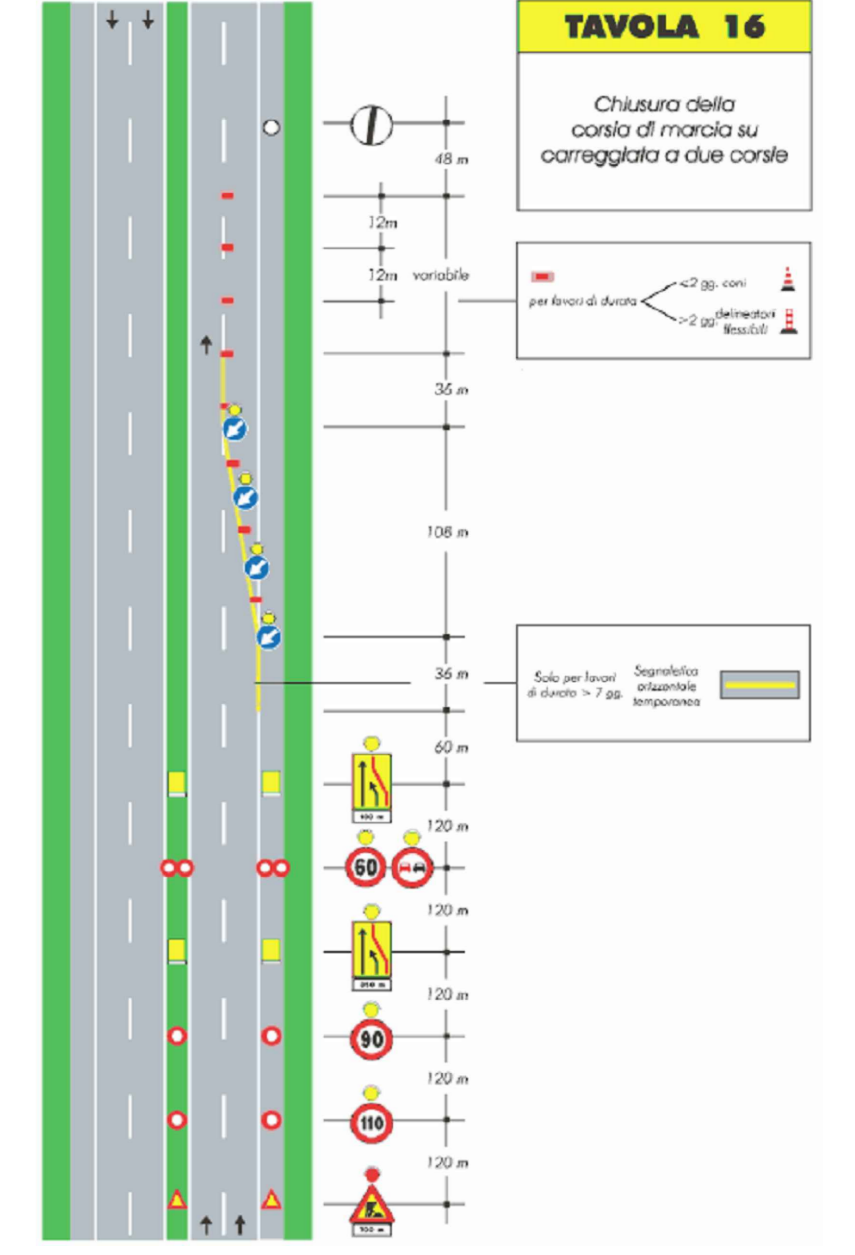 TAVOLA 16
Chiusura della
corsia di marcia su
carreggiata a due corsie
48 m
12m
12m
variabile
per lavori di durata
<2 gg. coni
>2 gg. delineatori
flessibili
36 m
108 m
36 m
Solo per lavori
di durata > 7 gg.
Segnaletica
orizzontale
temporanea
60 m
120 m
60
120 m
120 m
90
120 m
110
120 m
700 m